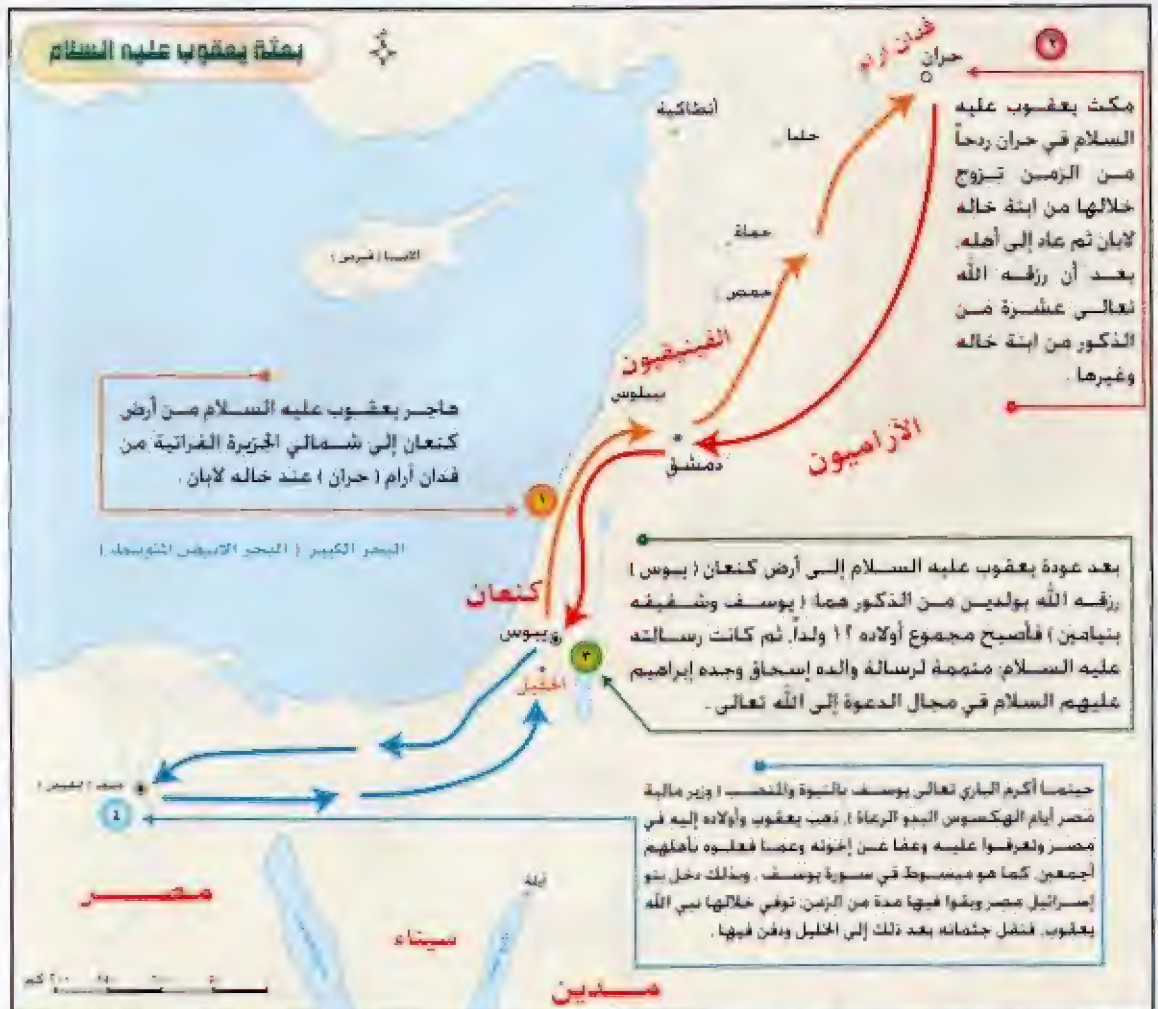 بعثة يعقوب عليه السلام
فدان آرام
حران
٢
مكث يعقوب عليه
السلام في حران ردحاً
من الزمن تزوج
خلالها من ابنة خاله
لابان ثم عاد إلى أهله.
بعد أن رزقه الله
تعالى عشرة من
الذكور من ابنة خاله
وغيرها .
أنطاكية
حلب
حماة
حمص
( قبرص )
الفينيقيون
بيبلوس
دمشق
الآراميون
هاجر يعقوب عليه السلام من أرض
كنعان إلى شمالي الجزيرة الفراتية من
فدان آرام ( حران ) عند خاله لابان .
١
البحر الكبير ( البحر الأبيض المتوسط )
كنعان
يبوس
٣
الخليل
بعد عودة يعقوب عليه السلام إلى أرض كنعان ( يبوس )
رزقه الله بولدين من الذكور هما: ( يوسف وشقيقه
بنيامين ) فأصبح مجموع أولاده ١٢ ولداً. ثم كانت رسالته
عليه السلام: متممة لرسالة والده إسحاق وجده إبراهيم
عليهم السلام في مجال الدعوة إلى الله تعالى .
٤
حينما أكرم الباري تعالى يوسف بالنبوة والمنصب ( وزير مالية
مصر أيام الهكسوس البدو الرعاة ). ذهب يعقوب وأولاده إليه في
مصر وتعرفوا عليه وعفا عن إخوته وعما فعلوه بأهلهم
أجمعين. كما هو مبسوط في سورة يوسف . وبذلك دخل بنو
إسرائيل مصر وبقوا فيها مدة من الزمن. توفي خلالها نبي الله
يعقوب. فنقل جثمانه بعد ذلك إلى الخليل ودفن فيها .
مصر
سيناء
أيلة
مدين
كم